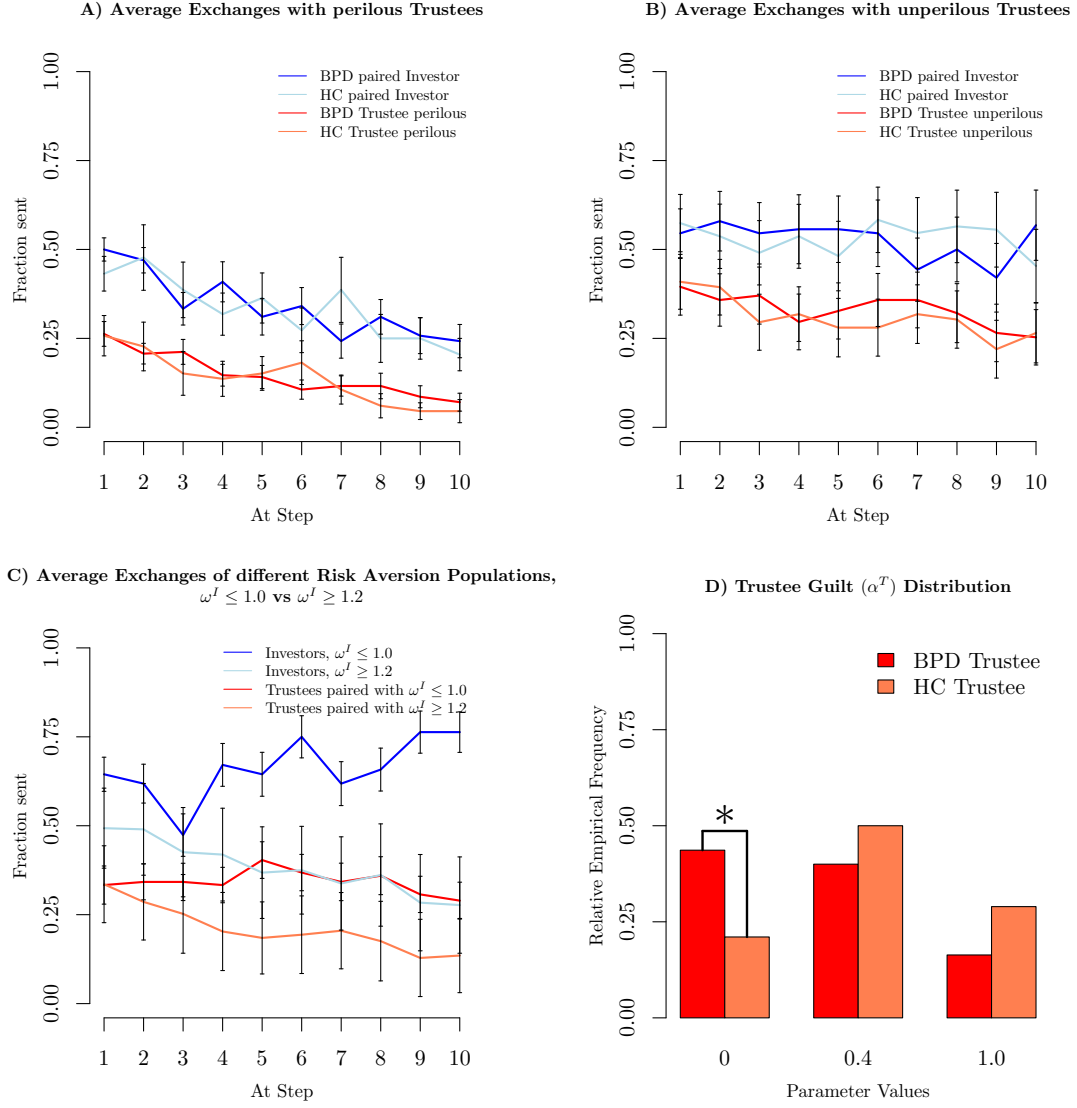 A) Average Exchanges with perilous Trustees
BPD paired Investor
HC paired Investor
BPD Trustee perilous
HC Trustee perilous
Fraction sent
1.00
0.75
0.50
0.25
0.00
1 2 3 4 5 6 7 8 9 10
At Step
B) Average Exchanges with unperilous Trustees
BPD paired Investor
HC paired Investor
BPD Trustee unperilous
HC Trustee unperilous
Fraction sent
1.00
0.75
0.50
0.25
0.00
1 2 3 4 5 6 7 8 9 10
At Step
C) Average Exchanges of different Risk Aversion Populations,
ω^I ≤ 1.0 vs ω^I ≥ 1.2
Investors, ω^I ≤ 1.0
Investors, ω^I ≥ 1.2
Trustees paired with ω^I ≤ 1.0
Trustees paired with ω^I ≥ 1.2
Fraction sent
1.00
0.75
0.50
0.25
0.00
1 2 3 4 5 6 7 8 9 10
At Step
D) Trustee Guilt (α^T) Distribution
BPD Trustee
HC Trustee
Relative Empirical Frequency
1.00
0.75
0.50
0.25
0.00
*
0 0.4 1.0
Parameter Values